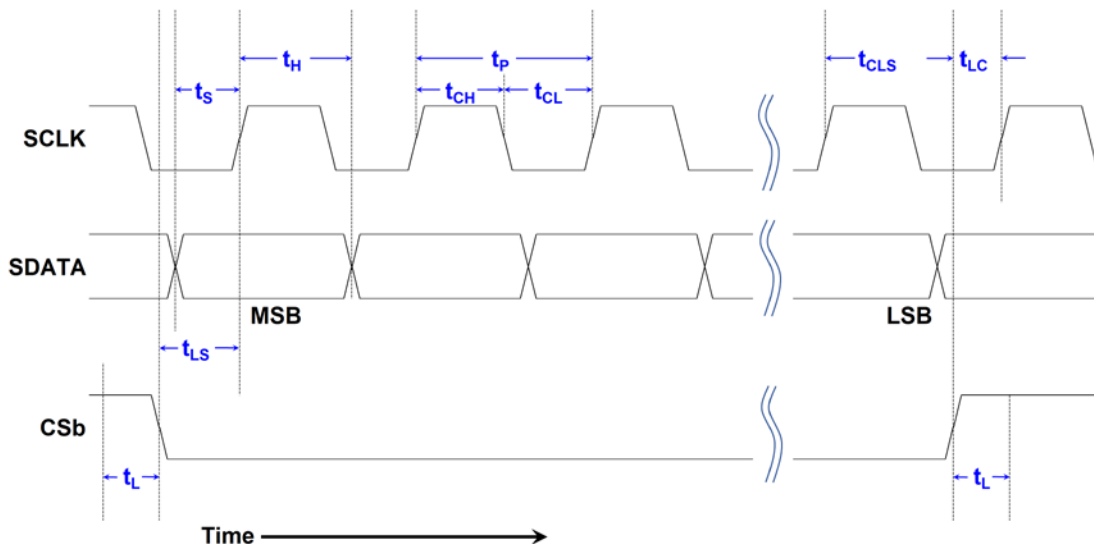 tH
tP
tCLS
tLC
tS
tCH
tCL
SCLK
SDATA
MSB
LSB
tLS
CSb
tL
tL
Time